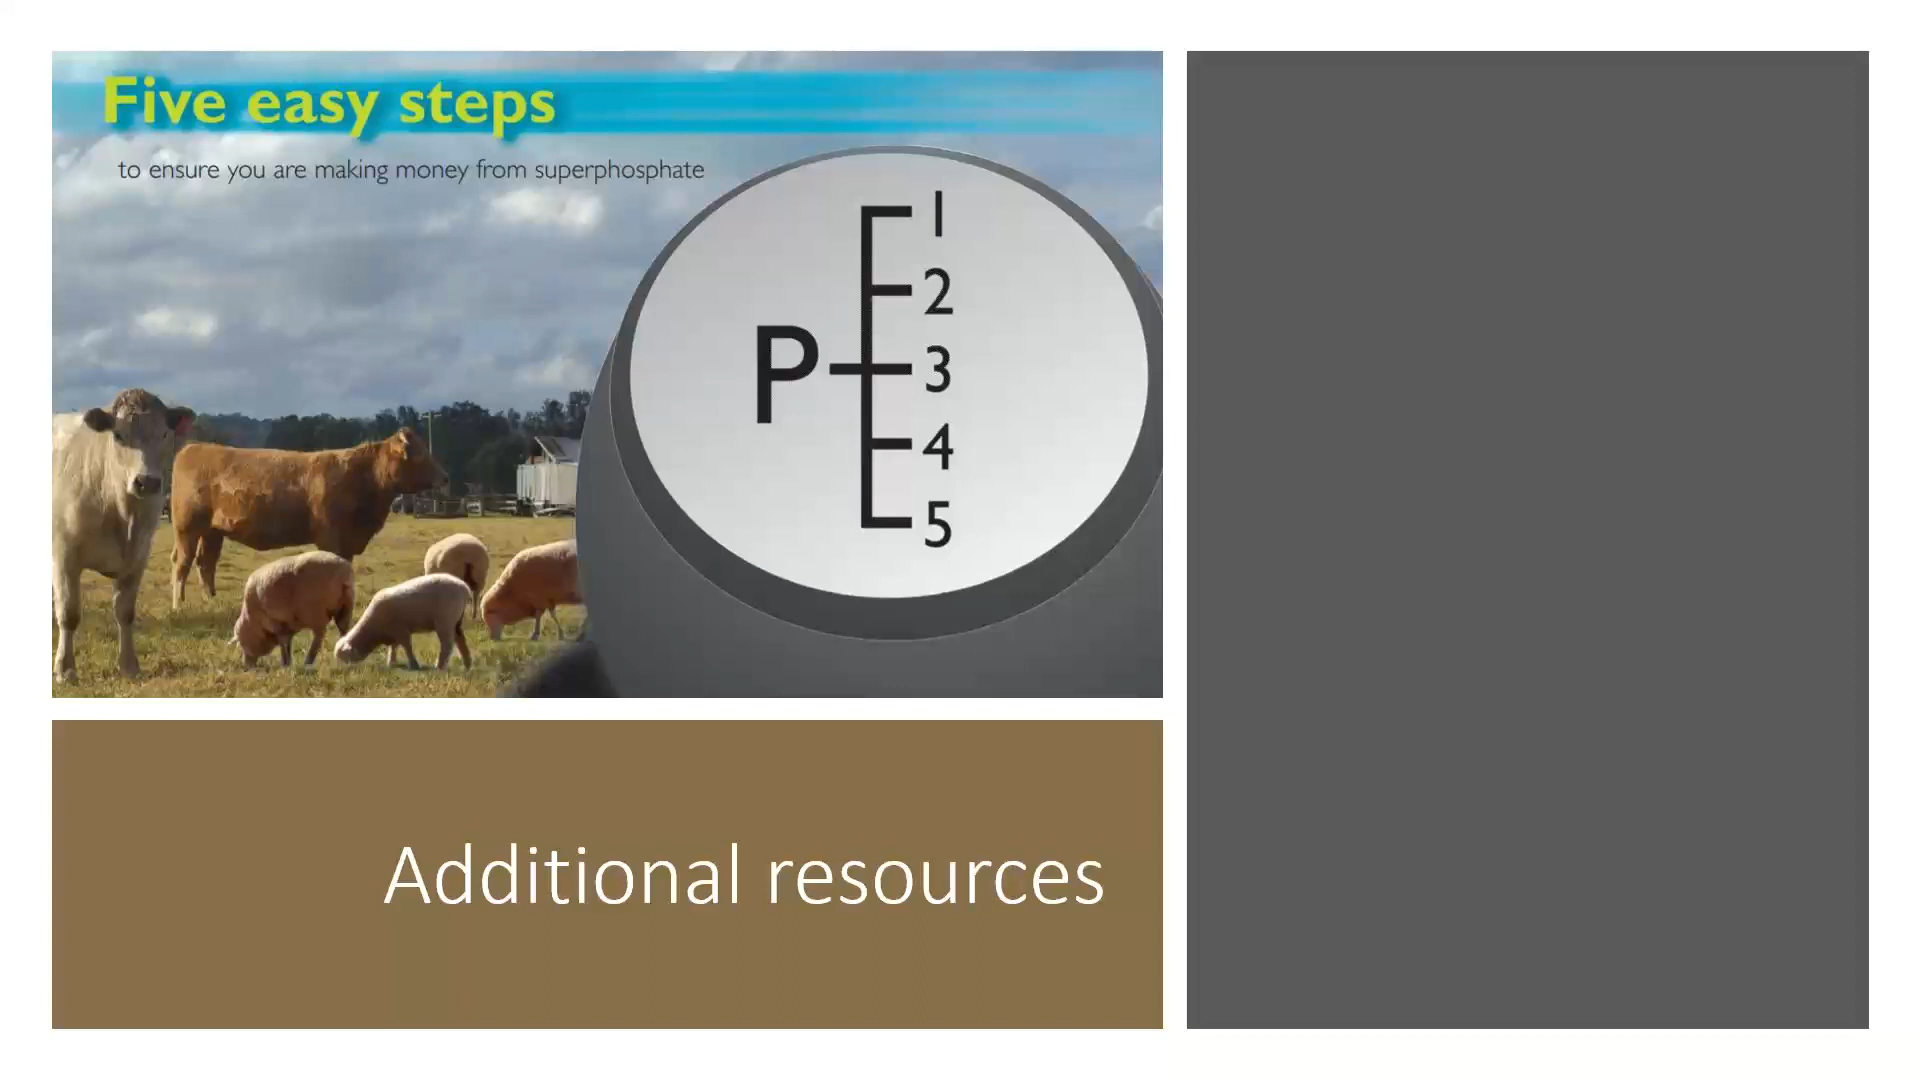 Five easy steps
to ensure you are making money from superphosphate
1
2
P 3
4
5
Additional resources